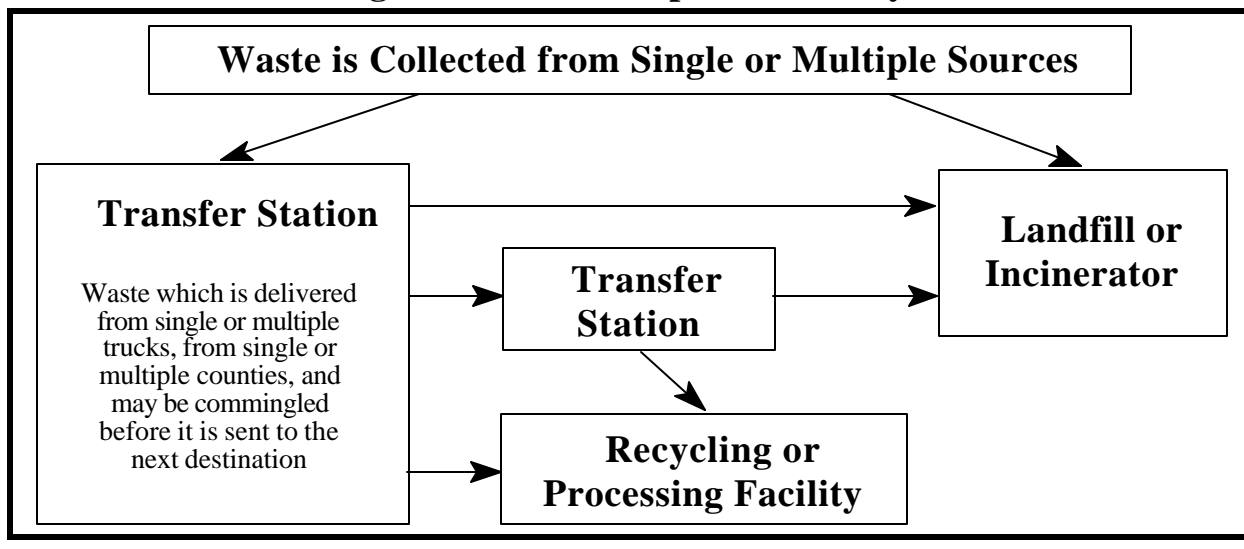 Waste is Collected from Single or Multiple Sources
Transfer Station
Waste which is delivered
from single or multiple
trucks, from single or
multiple counties, and
may be commingled
before it is sent to the
next destination
Transfer
Station
Recycling or
Processing Facility
Landfill or
Incinerator